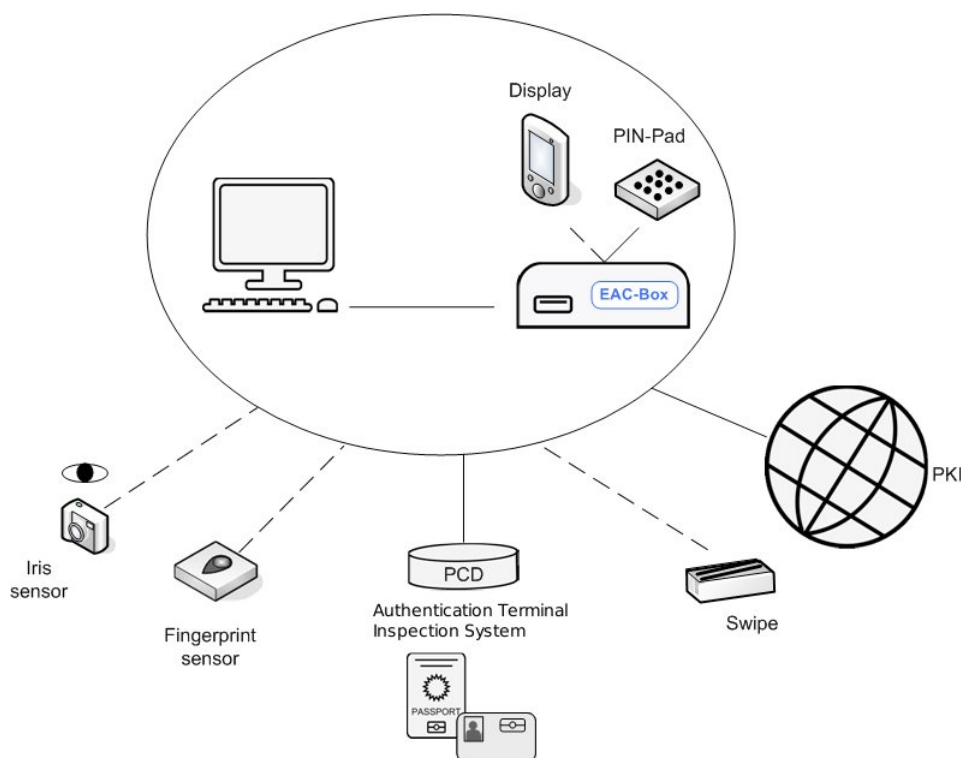 Display
PIN-Pad
EAC-Box
PKI
Iris
sensor
PCD
Authentication Terminal
Inspection System
Fingerprint
sensor
Swipe
PASSPORT